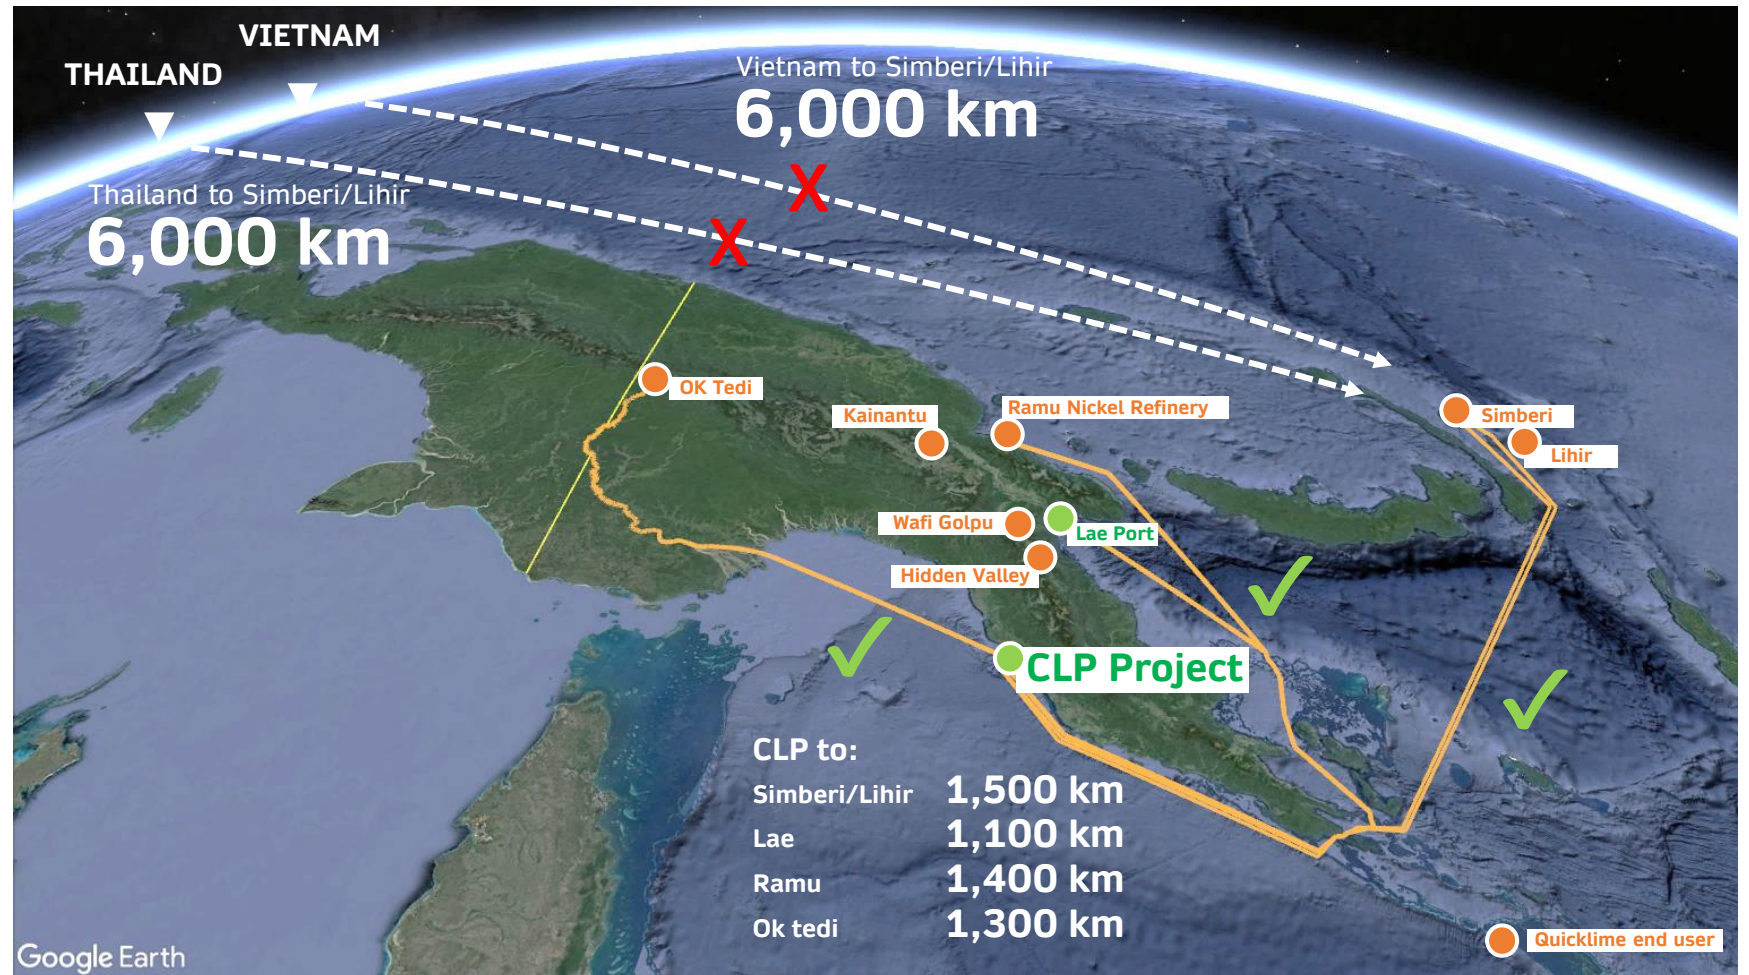 VIETNAM
THAILAND
Vietnam to Simberi/Lihir
6,000 km
X
Thailand to Simberi/Lihir
6,000 km
X
OK Tedi
Kainantu
Ramu Nickel Refinery
Simberi
Lihir
Wafi Golpu
Lae Port
Hidden Valley
CLP Project
CLP to:
Simberi/Lihir 1,500 km
Lae 1,100 km
Ramu 1,400 km
Ok tedi 1,300 km
Quicklime end user
Google Earth